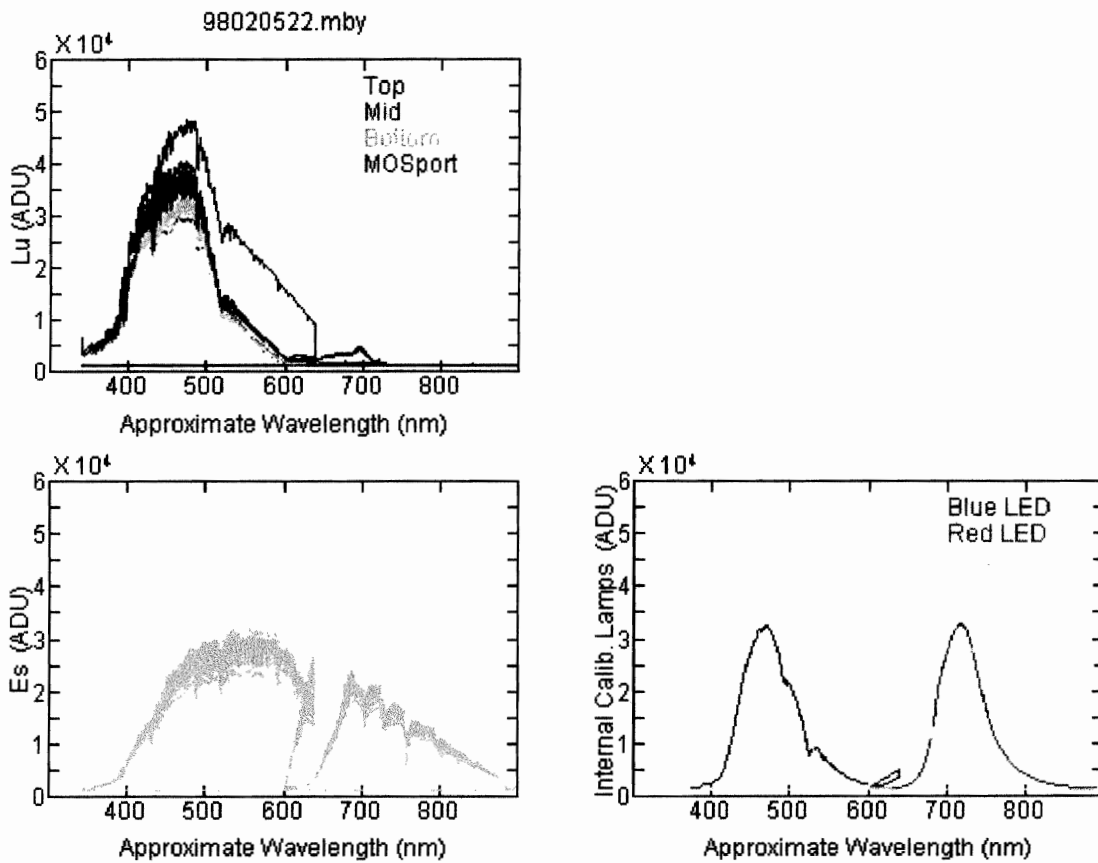 98020522.mby
X 10⁴
6
5
4
3
2
1
0
400 500 600 700 800
Lu (ADU)
Approximate Wavelength (nm)
Top
Mid
Bottom
MOSport
X 10⁴
6
5
4
3
2
1
0
400 500 600 700 800
Es (ADU)
Approximate Wavelength (nm)
X 10⁴
6
5
4
3
2
1
0
400 500 600 700 800
Internal Calib. Lamps (ADU)
Approximate Wavelength (nm)
Blue LED
Red LED